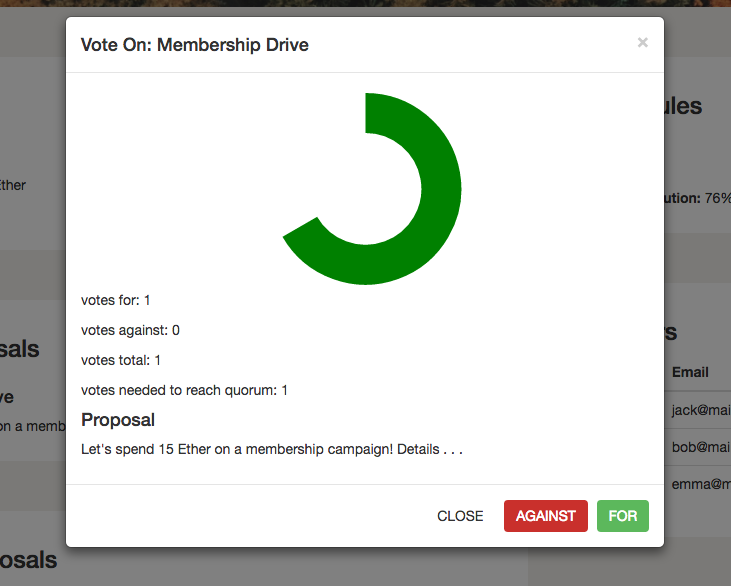 Vote On: Membership Drive
×
votes for: 1
votes against: 0
votes total: 1
votes needed to reach quorum: 1
Proposal
Let's spend 15 Ether on a membership campaign! Details . . .
CLOSE
AGAINST
FOR
ther
sals
ve
on a memb
osals
ules
ution: 76%
rs
Email
jack@mai
bob@mai
emma@m